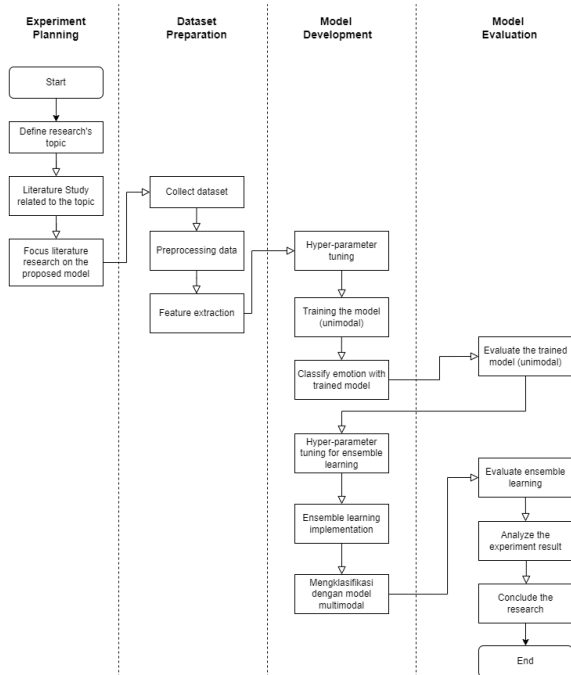 Experiment
Planning
Dataset
Preparation
Model
Development
Model
Evaluation
Start
Define research's
topic
Literature Study
related to the topic
Focus literature
research on the
proposed model
Collect dataset
Preprocessing data
Feature extraction
Hyper-parameter
tuning
Training the model
(unimodal)
Classify emotion with
trained model
Evaluate the trained
model (unimodal)
Hyper-parameter
tuning for ensemble
learning
Ensemble learning
implementation
Mengklasifikasi
dengan model
multimodal
Evaluate ensemble
learning
Analyze the
experiment result
Conclude the
research
End